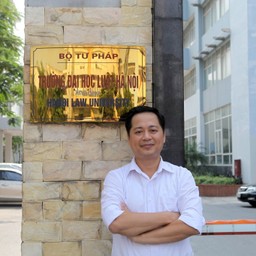 BỘ TƯ PHÁP
TRƯỜNG ĐẠI HỌC LUẬT HÀ NỘI
HANOI LAW UNIVERSITY